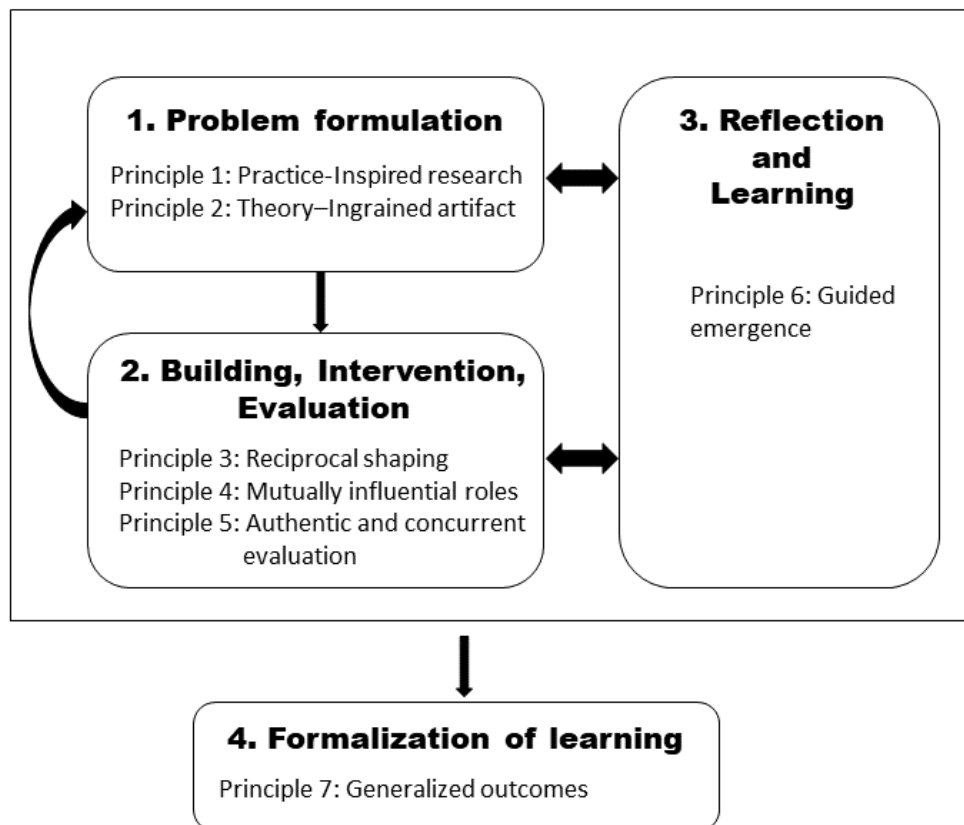 1. Problem formulation
Principle 1: Practice-Inspired research
Principle 2: Theory–Ingrained artifact
2. Building, Intervention,
Evaluation
Principle 3: Reciprocal shaping
Principle 4: Mutually influential roles
Principle 5: Authentic and concurrent
evaluation
3. Reflection
and
Learning
Principle 6: Guided
emergence
4. Formalization of learning
Principle 7: Generalized outcomes